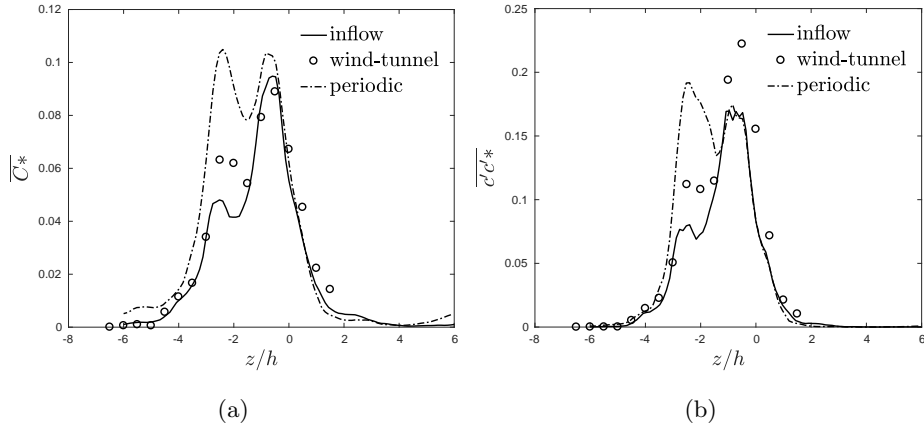 0.12
0.1
0.08
0.06
0.04
0.02
0
C*
-8 -6 -4 -2 0 2 4 6
z/h
inflow
wind-tunnel
periodic
(a)
0.25
0.2
0.15
0.1
0.05
0
c'c'*
-8 -6 -4 -2 0 2 4 6
z/h
inflow
wind-tunnel
periodic
(b)